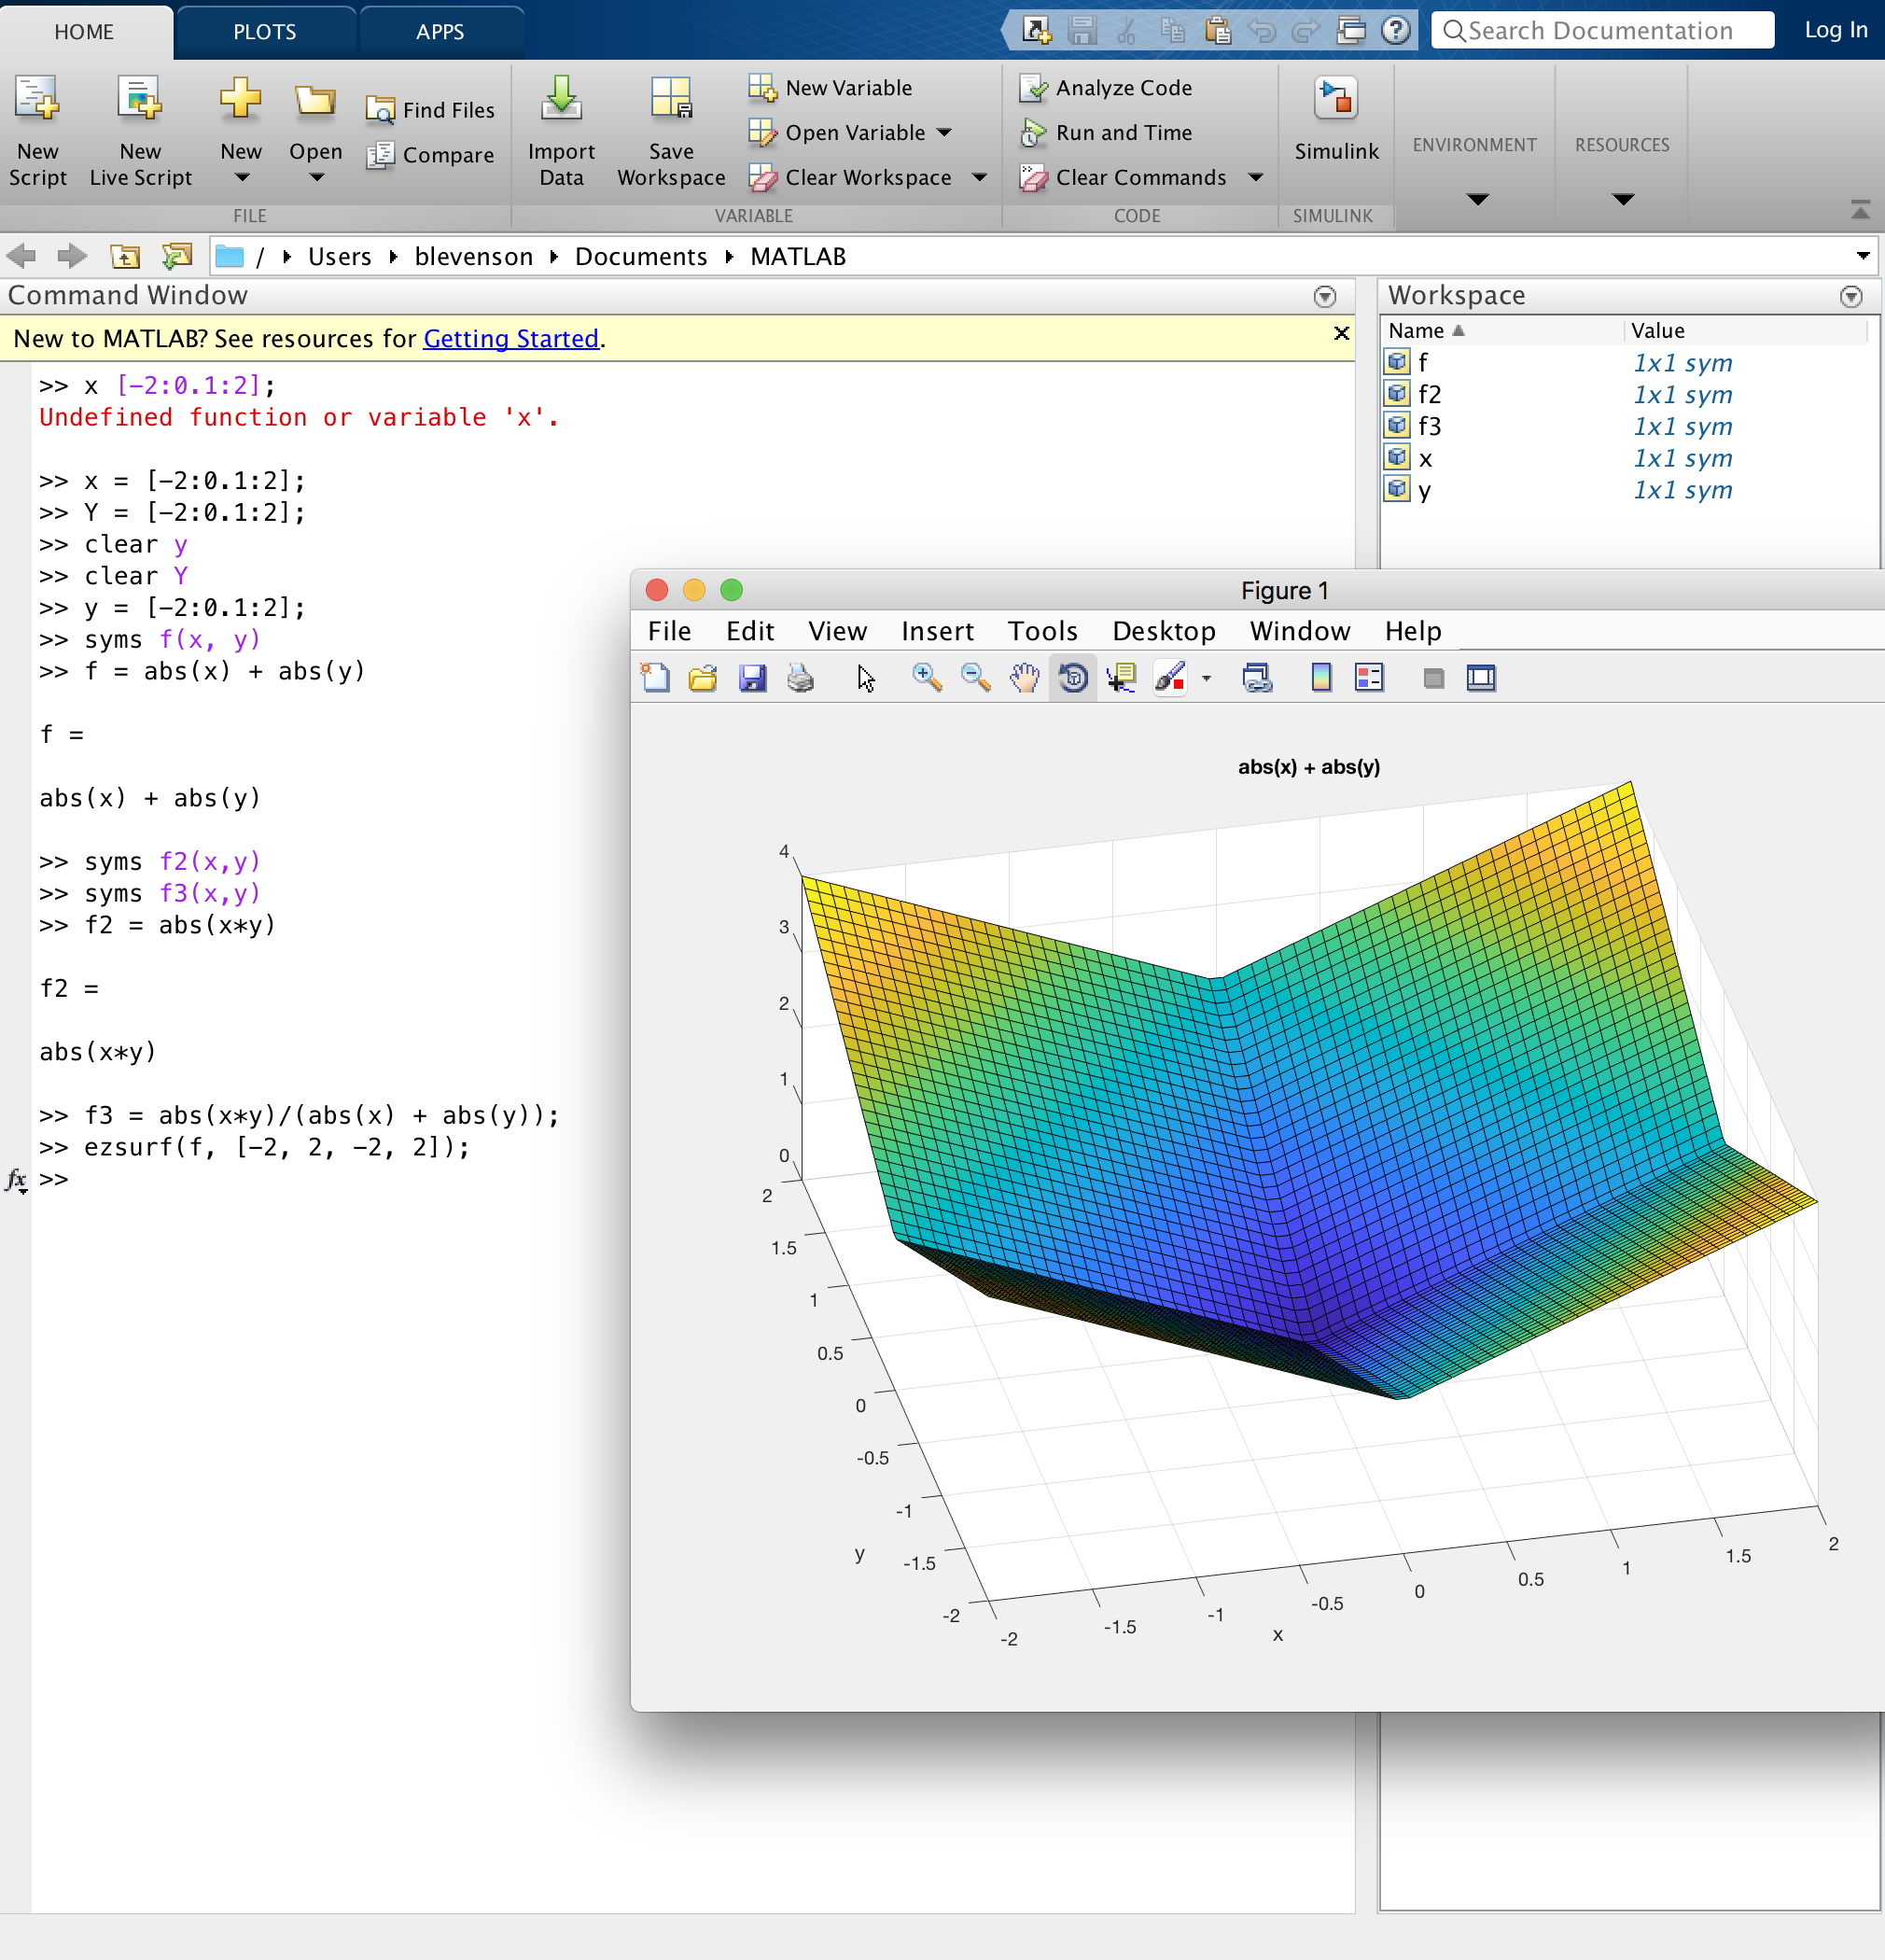 HOME PLOTS APPS Search Documentation Log In
New Script New Live Script New Open Find Files Compare Import Data Save Workspace New Variable Open Variable Clear Workspace Analyze Code Run and Time Clear Commands Simulink ENVIRONMENT RESOURCES
FILE VARIABLE CODE SIMULINK
/ Users blevenson Documents MATLAB
Command Window
New to MATLAB? See resources for Getting Started.
>> x [-2:0.1:2];
Undefined function or variable 'x'.
>> x = [-2:0.1:2];
>> Y = [-2:0.1:2];
>> clear y
>> clear Y
>> y = [-2:0.1:2];
>> syms f(x, y)
>> f = abs(x) + abs(y)
f =
abs(x) + abs(y)
>> syms f2(x,y)
>> syms f3(x,y)
>> f2 = abs(x*y)
f2 =
abs(x*y)
>> f3 = abs(x*y)/(abs(x) + abs(y));
>> ezsurf(f, [-2, 2, -2, 2]);
fx >>
Workspace
Name Value
f 1x1 sym
f2 1x1 sym
f3 1x1 sym
x 1x1 sym
y 1x1 sym
Figure 1
File Edit View Insert Tools Desktop Window Help
abs(x) + abs(y)
4
3
2
1
0
2
1.5
1
0.5
0
-0.5
-1
-1.5
-2
y
-2
-1.5
-1
-0.5
0
0.5
1
1.5
2
x